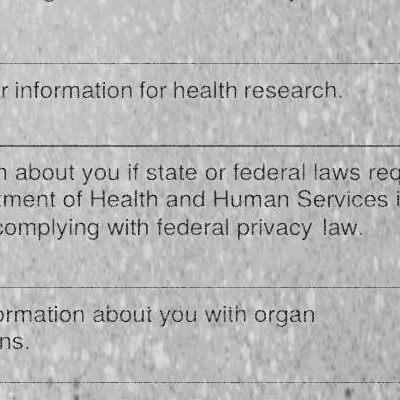 r information for health research.
n about you if state or federal laws req
tment of Health and Human Services i
complying with federal privacy law.
ormation about you with organ
ns.